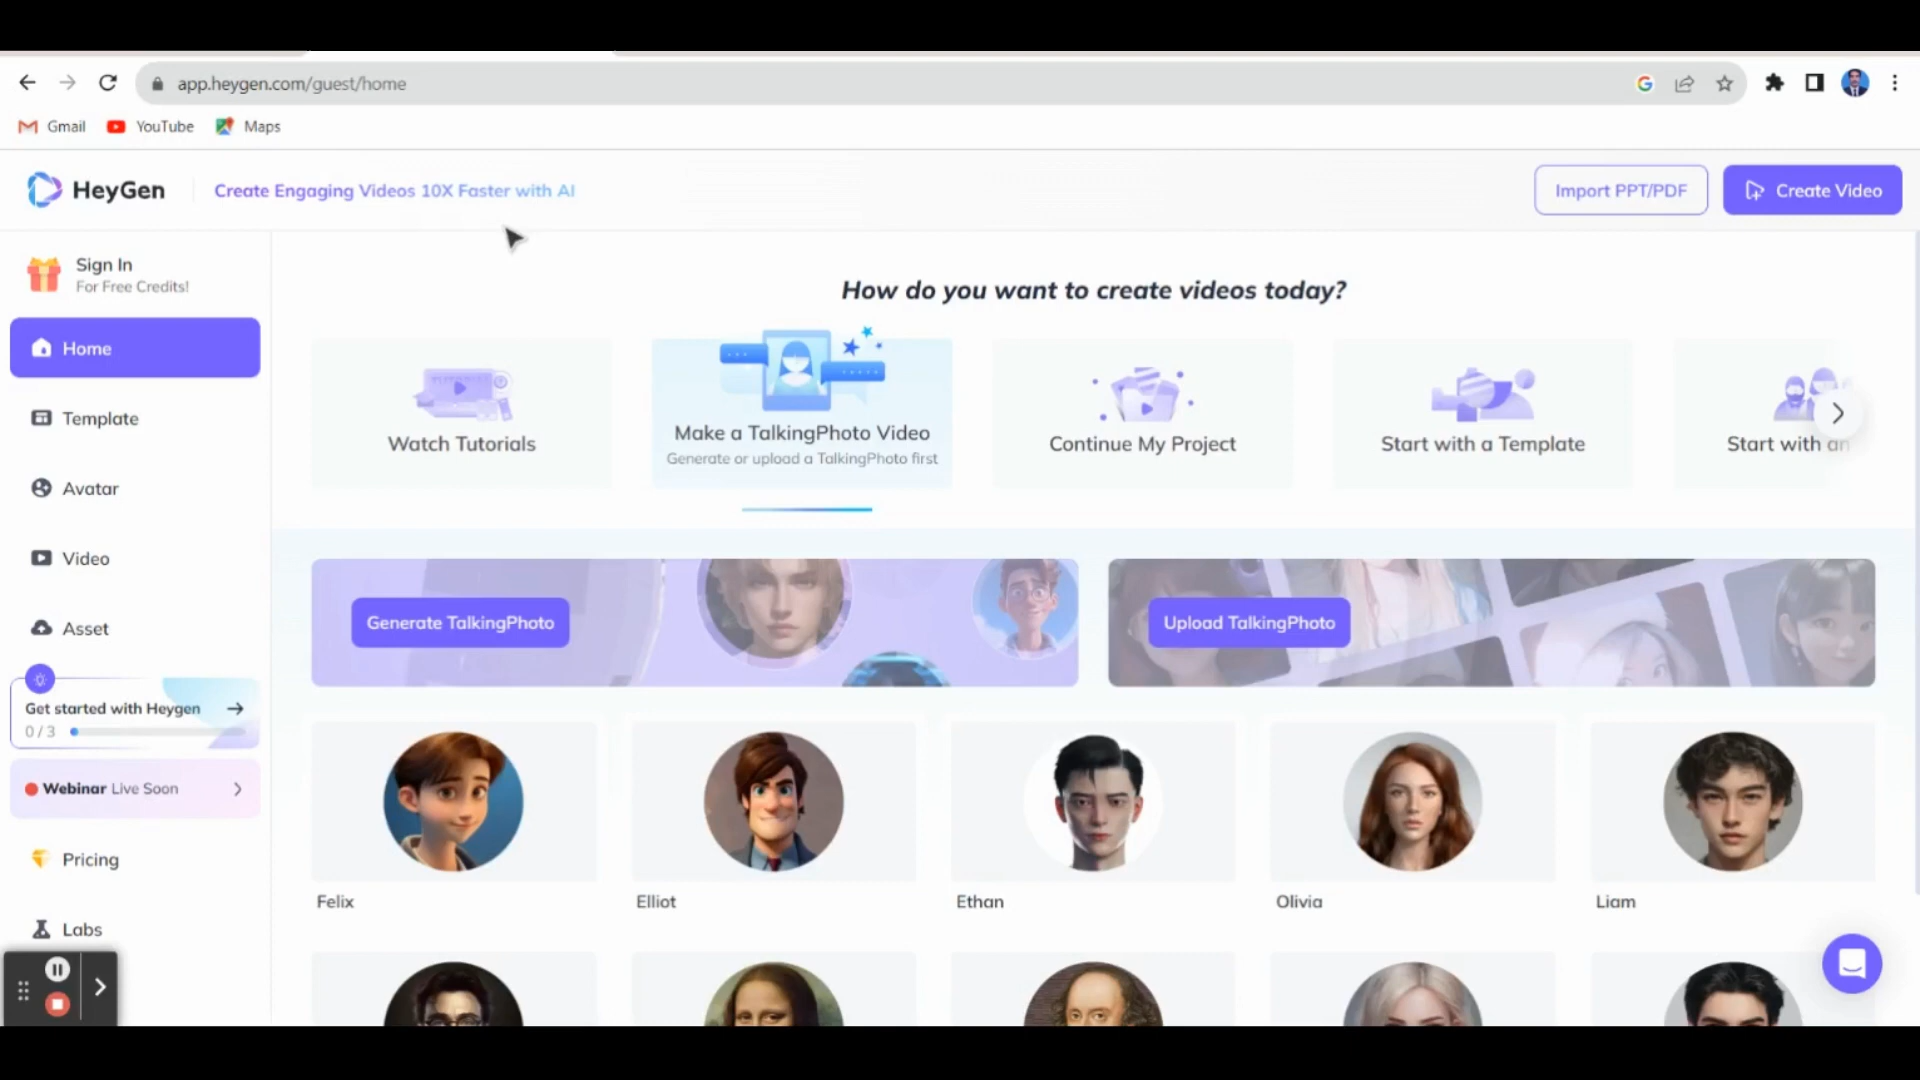 app.heygen.com/guest/home
Gmail
YouTube
Maps
HeyGen
Create Engaging Videos 10X Faster with AI
Import PPT/PDF
Create Video
Sign In
For Free Credits!
Home
Template
Avatar
Video
Asset
Get started with Heygen
0 / 3
Webinar Live Soon
Pricing
Labs
How do you want to create videos today?
Watch Tutorials
Make a TalkingPhoto Video
Generate or upload a TalkingPhoto first
Continue My Project
Start with a Template
Start with an
Generate TalkingPhoto
Upload TalkingPhoto
Felix
Elliot
Ethan
Olivia
Liam